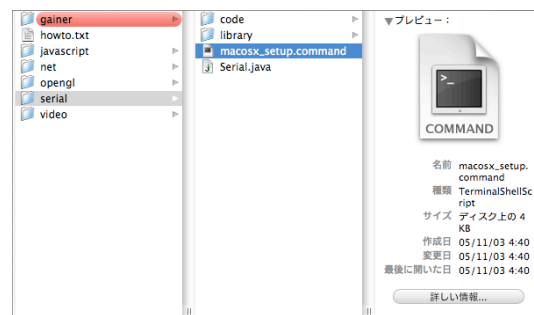 gainer
howto.txt
javascript
net
opengl
serial
video
code
library
macosx_setup.command
Serial.java
▼プレビュー：
>_
COMMAND
名前 macosx_setup.
command
種類 TerminalShellSc
ript
サイズ ディスク上の 4
KB
作成日 05/11/03 4:40
変更日 05/11/03 4:40
最後に開いた日 05/11/03 4:40
詳しい情報...